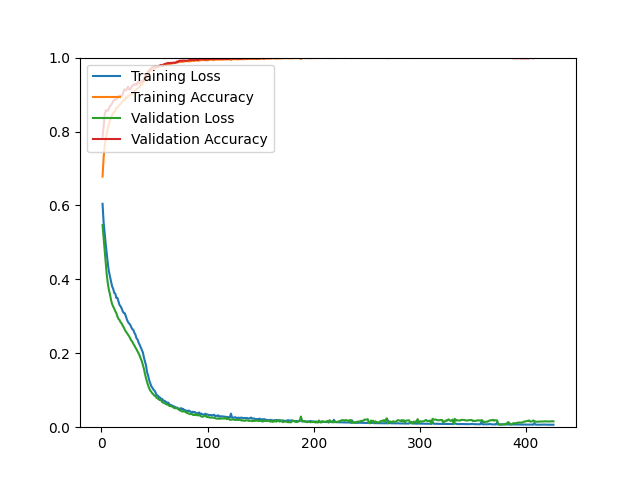 1.0
0.8
0.6
0.4
0.2
0.0
Training Loss
Training Accuracy
Validation Loss
Validation Accuracy
0 100 200 300 400